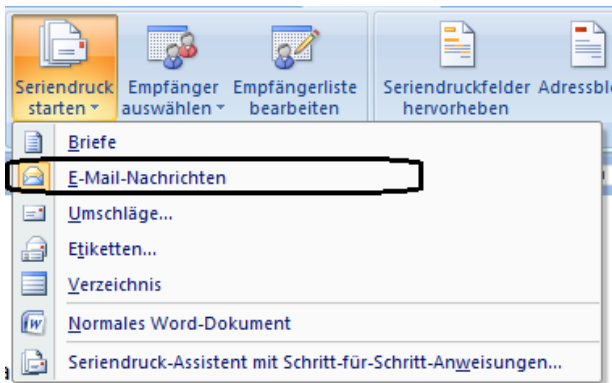 Seriendruck Empfänger Empfängerliste Seriendruckfelder
starten auswählen bearbeiten hervorheben
Briefe
E-Mail-Nachrichten
Umschläge...
Etiketten...
Verzeichnis
Normales Word-Dokument
Seriendruck-Assistent mit Schritt-für-Schritt-Anweisungen...